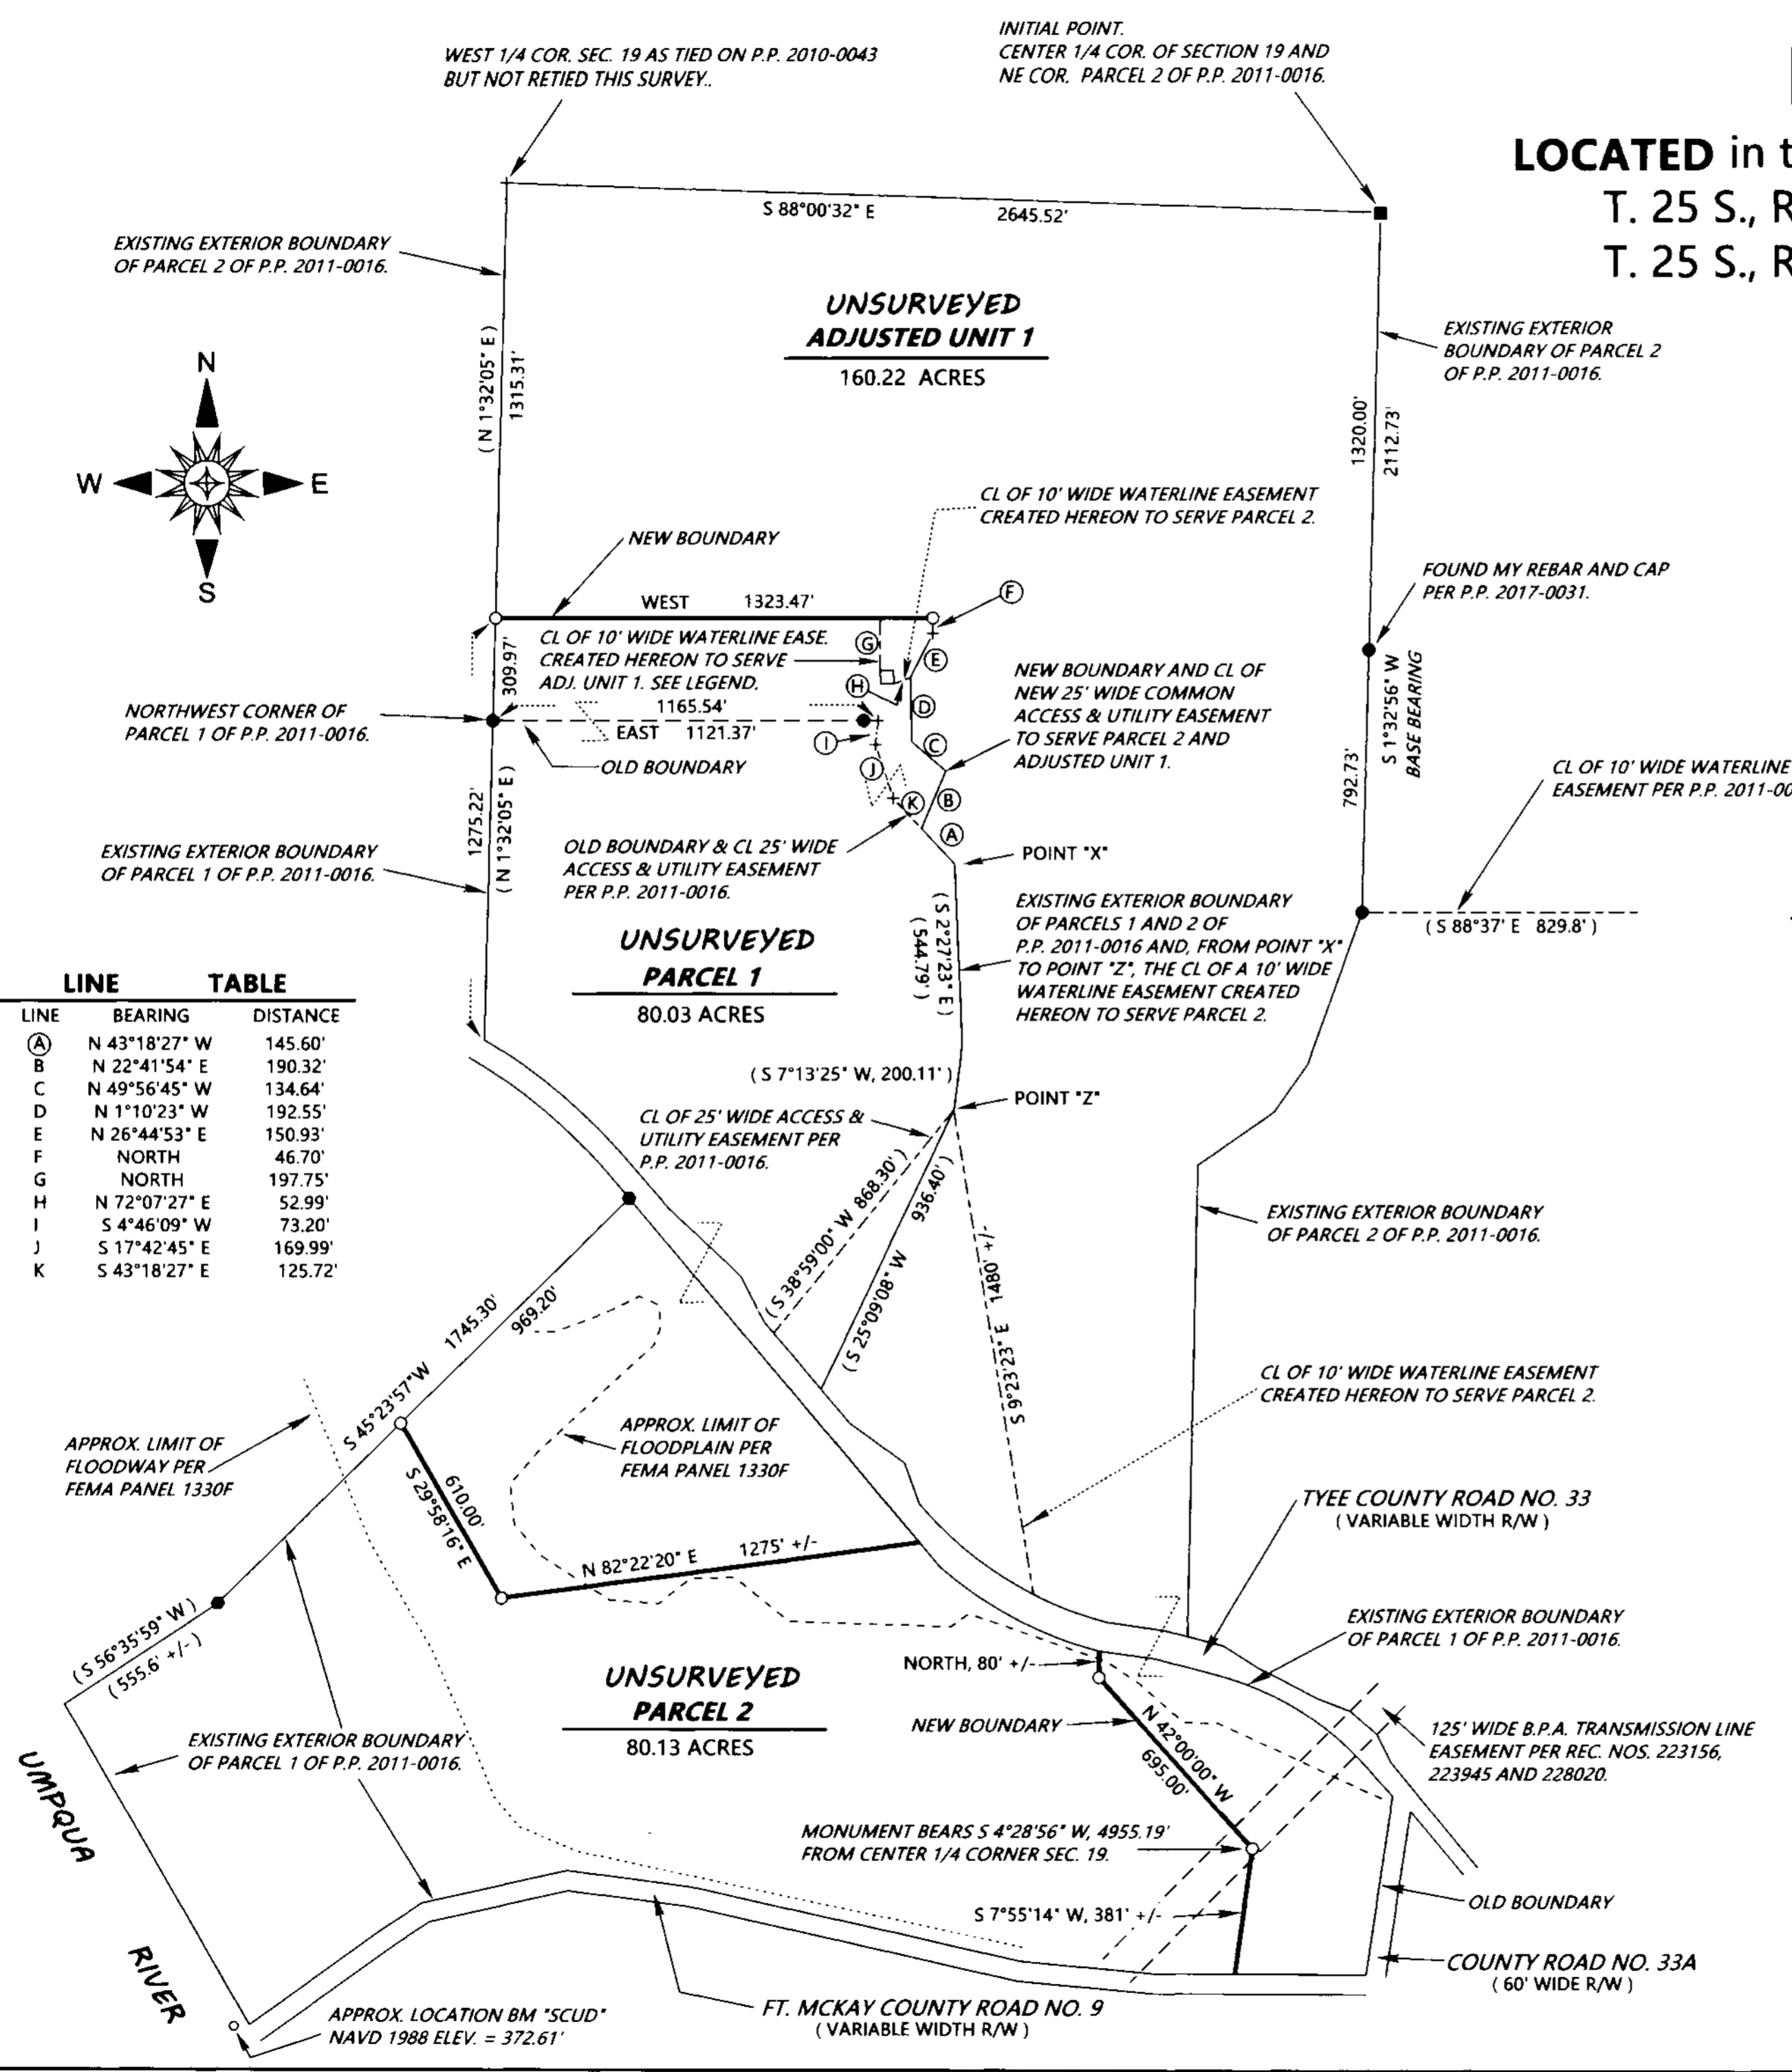 WEST 1/4 COR. SEC. 19 AS TIED ON P.P. 2010-0043
BUT NOT RETIED THIS SURVEY..
INITIAL POINT.
CENTER 1/4 COR. OF SECTION 19 AND
NE COR. PARCEL 2 OF P.P. 2011-0016.
LOCATED in t
T. 25 S., R
T. 25 S., R
S 88°00'32" E 2645.52'
EXISTING EXTERIOR BOUNDARY
OF PARCEL 2 OF P.P. 2011-0016.
UNSURVEYED
ADJUSTED UNIT 1
160.22 ACRES
EXISTING EXTERIOR
BOUNDARY OF PARCEL 2
OF P.P. 2011-0016.
( N 1°32'05" E )
1315.31'
1320.00'
2112.73'
N
W
E
S
CL OF 10' WIDE WATERLINE EASEMENT
CREATED HEREON TO SERVE PARCEL 2.
NEW BOUNDARY
FOUND MY REBAR AND CAP
PER P.P. 2017-0031.
WEST 1323.47'
F
309.97'
CL OF 10' WIDE WATERLINE EASE.
CREATED HEREON TO SERVE
ADJ. UNIT 1. SEE LEGEND.
G
E
H
D
NEW BOUNDARY AND CL OF
NEW 25' WIDE COMMON
ACCESS & UTILITY EASEMENT
TO SERVE PARCEL 2 AND
ADJUSTED UNIT 1.
S 1°32'56" W
BASE BEARING
NORTHWEST CORNER OF
PARCEL 1 OF P.P. 2011-0016.
1165.54'
EAST 1121.37'
I
C
OLD BOUNDARY
J
K
B
A
792.73'
CL OF 10' WIDE WATERLINE
EASEMENT PER P.P. 2011-00
1275.22'
( N 1°32'05" E )
EXISTING EXTERIOR BOUNDARY
OF PARCEL 1 OF P.P. 2011-0016.
OLD BOUNDARY & CL 25' WIDE
ACCESS & UTILITY EASEMENT
PER P.P. 2011-0016.
POINT "X"
( S 2°27'23" E )
( 544.79' )
EXISTING EXTERIOR BOUNDARY
OF PARCELS 1 AND 2 OF
P.P. 2011-0016 AND, FROM POINT "X"
TO POINT "Z", THE CL OF A 10' WIDE
WATERLINE EASEMENT CREATED
HEREON TO SERVE PARCEL 2.
( S 88°37' E 829.8' )
UNSURVEYED
PARCEL 1
80.03 ACRES
LINE TABLE
LINE BEARING DISTANCE
A N 43°18'27" W 145.60'
B N 22°41'54" E 190.32'
C N 49°56'45" W 134.64'
D N 1°10'23" W 192.55'
E N 26°44'53" E 150.93'
F NORTH 46.70'
G NORTH 197.75'
H N 72°07'27" E 52.99'
I S 4°46'09" W 73.20'
J S 17°42'45" E 169.99'
K S 43°18'27" E 125.72'
( S 7°13'25" W, 200.11' )
POINT "Z"
CL OF 25' WIDE ACCESS &
UTILITY EASEMENT PER
P.P. 2011-0016.
( S 38°59'00" W 868.30' )
( S 25°09'08" W 936.40' )
S 9°23'23" E 1480' +/-
EXISTING EXTERIOR BOUNDARY
OF PARCEL 2 OF P.P. 2011-0016.
S 45°23'57"W 1745.30'
969.20'
CL OF 10' WIDE WATERLINE EASEMENT
CREATED HEREON TO SERVE PARCEL 2.
APPROX. LIMIT OF
FLOODWAY PER
FEMA PANEL 1330F
APPROX. LIMIT OF
FLOODPLAIN PER
FEMA PANEL 1330F
610.00'
S 29°58'16" E
TYEE COUNTY ROAD NO. 33
( VARIABLE WIDTH R/W )
N 82°22'20" E 1275' +/-
( S 56°35'59" W )
( 555.6' +/- )
EXISTING EXTERIOR BOUNDARY
OF PARCEL 1 OF P.P. 2011-0016.
UNSURVEYED
PARCEL 2
80.13 ACRES
NORTH, 80' +/-
NEW BOUNDARY
N 42°00'00" W
695.00'
EXISTING EXTERIOR BOUNDARY
OF PARCEL 1 OF P.P. 2011-0016.
125' WIDE B.P.A. TRANSMISSION LINE
EASEMENT PER REC. NOS. 223156,
223945 AND 228020.
UMPQUA
RIVER
MONUMENT BEARS S 4°28'56" W, 4955.19'
FROM CENTER 1/4 CORNER SEC. 19.
S 7°55'14" W, 381' +/-
OLD BOUNDARY
COUNTY ROAD NO. 33A
( 60' WIDE R/W )
APPROX. LOCATION BM "SCUD"
NAVD 1988 ELEV. = 372.61'
FT. MCKAY COUNTY ROAD NO. 9
( VARIABLE WIDTH R/W )